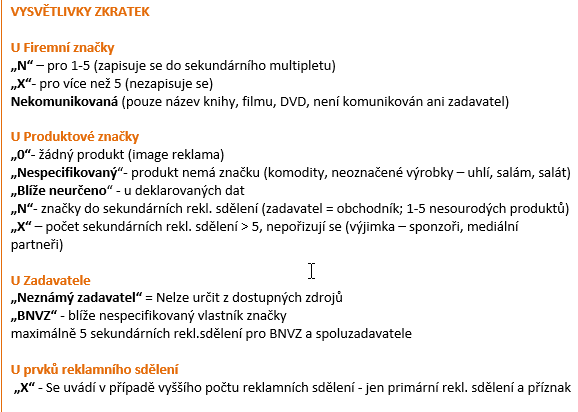 VYSVĚTLIVKY ZKRATEK
U Firemní značky
„N“ – pro 1-5 (zapisuje se do sekundárního multipletu)
„X“- pro více než 5 (nezapisuje se)
Nekomunikovaná (pouze název knihy, filmu, DVD, není komunikován ani zadavatel)
U Produktové značky
„0“- žádný produkt (image reklama)
„Nespecifikovaný“- produkt nemá značku (komodity, neoznačené výrobky – uhlí, salám, salát)
„Blíže neurčeno“ - u deklarovaných dat
„N“- značky do sekundárních rekl. sdělení (zadavatel = obchodník; 1-5 nesourodých produktů)
„X“ – počet sekundárních rekl. sdělení > 5, nepořizují se (výjimka – sponzoři, mediální
partneři)
U Zadavatele
„Neznámý zadavatel“ = Nelze určit z dostupných zdrojů
„BNVZ“ - blíže nespecifikovaný vlastník značky
maximálně 5 sekundárních rekl.sdělení pro BNVZ a spoluzadavatele
U prvků reklamního sdělení
„X“ - Se uvádí v případě vyššího počtu reklamních sdělení - jen primární rekl. sdělení a příznak